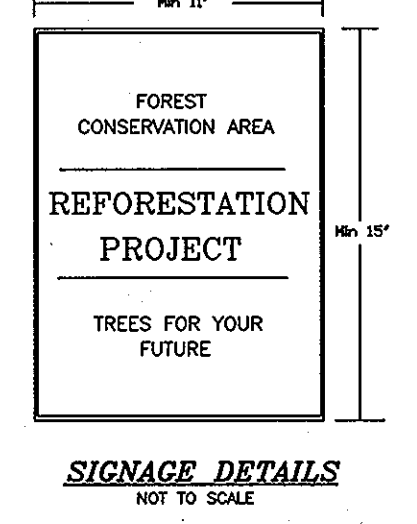 Min 11"
FOREST
CONSERVATION AREA
REFORESTATION
PROJECT
Min 15"
TREES FOR YOUR
FUTURE
SIGNAGE DETAILS
NOT TO SCALE